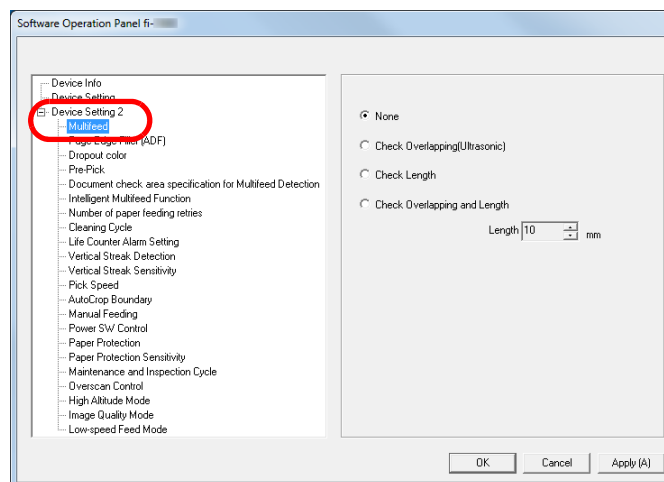 Software Operation Panel fi-
Device Info
Device Setting
Device Setting 2
Multifeed
Page Edge Filler (ADF)
Dropout color
Pre-Pick
Document check area specification for Multifeed Detection
Intelligent Multifeed Function
Number of paper feeding retries
Cleaning Cycle
Life Counter Alarm Setting
Vertical Streak Detection
Vertical Streak Sensitivity
Pick Speed
AutoCrop Boundary
Manual Feeding
Power SW Control
Paper Protection
Paper Protection Sensitivity
Maintenance and Inspection Cycle
Overscan Control
High Altitude Mode
Image Quality Mode
Low-speed Feed Mode
None
Check Overlapping(Ultrasonic)
Check Length
Check Overlapping and Length
Length 10 mm
OK Cancel Apply (A)